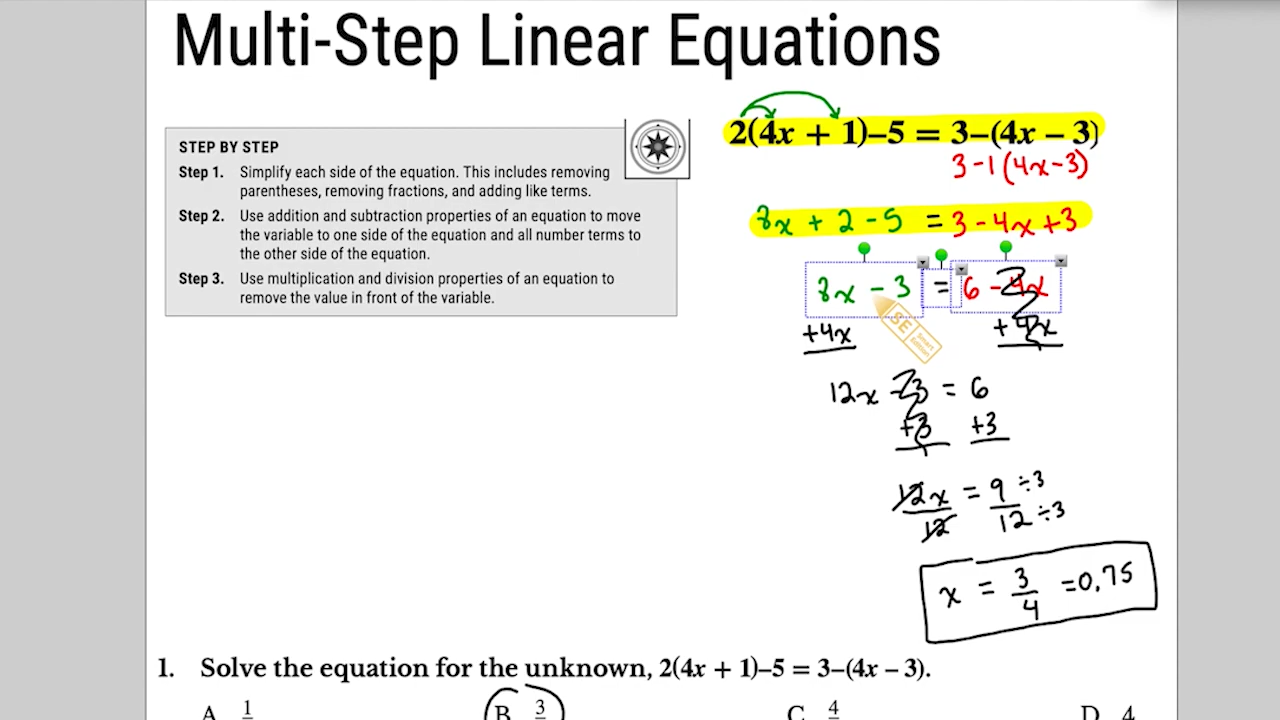 Multi-Step Linear Equations
STEP BY STEP
Step 1. Simplify each side of the equation. This includes removing
parentheses, removing fractions, and adding like terms.
Step 2. Use addition and subtraction properties of an equation to move
the variable to one side of the equation and all number terms to
the other side of the equation.
Step 3. Use multiplication and division properties of an equation to
remove the value in front of the variable.
2(4x + 1)–5 = 3–(4x – 3)
3-1(4x-3)
8x + 2 - 5 = 3 - 4x + 3
8x - 3 = 6 - 4x
+4x + 4x
SE Smart Edition
12x - 3 = 6
+3 +3
12x = 9 ÷3
12 12 ÷3
x = 3/4 = 0.75
1. Solve the equation for the unknown, 2(4x + 1)–5 = 3–(4x – 3).
A. 1 B. 3 C. 4 D. 4